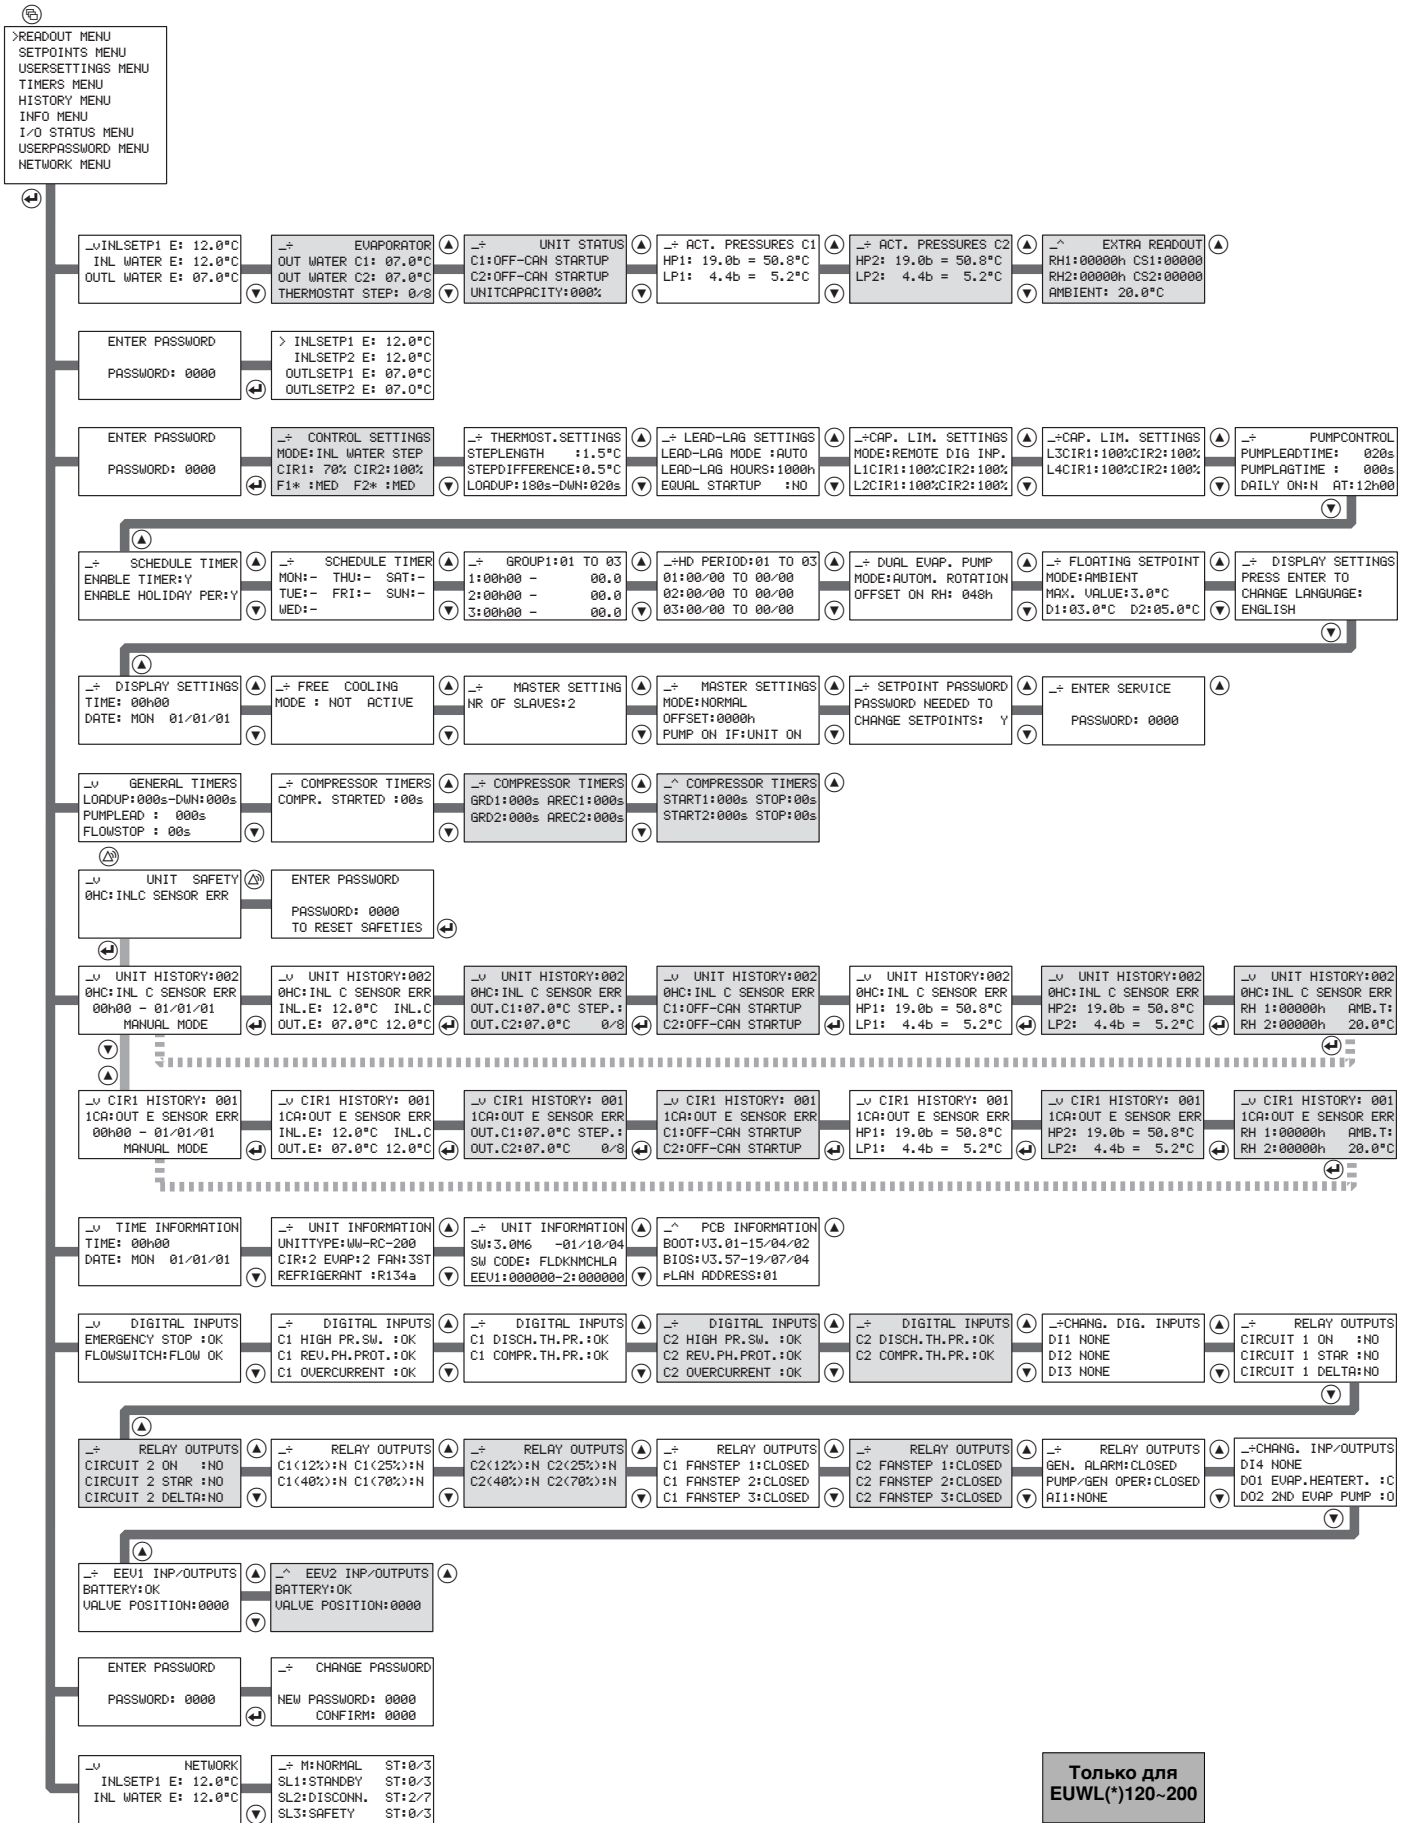 >READOUT MENU
SETPOINTS MENU
USERSETTINGS MENU
TIMERS MENU
HISTORY MENU
INFO MENU
I/O STATUS MENU
USERPASSWORD MENU
NETWORK MENU
_vINLSETP1 E: 12.0°C
INL WATER E: 12.0°C
OUTL WATER E: 07.0°C
_÷ EVAPORATOR
OUT WATER C1: 07.0°C
OUT WATER C2: 07.0°C
THERMOSTAT STEP: 0/8
_÷ UNIT STATUS
C1:OFF-CAN STARTUP
C2:OFF-CAN STARTUP
UNITCAPACITY:000%
_÷ ACT. PRESSURES C1
HP1: 19.0b = 50.8°C
LP1: 4.4b = 5.2°C
_÷ ACT. PRESSURES C2
HP2: 19.0b = 50.8°C
LP2: 4.4b = 5.2°C
_^ EXTRA READOUT
RH1:00000h CS1:00000
RH2:00000h CS2:00000
AMBIENT: 20.0°C
ENTER PASSWORD
PASSWORD: 0000
> INLSETP1 E: 12.0°C
INLSETP2 E: 12.0°C
OUTLSETP1 E: 07.0°C
OUTLSETP2 E: 07.0°C
ENTER PASSWORD
PASSWORD: 0000
_÷ CONTROL SETTINGS
MODE:INL WATER STEP
CIR1: 70% CIR2:100%
F1* :MED F2* :MED
_÷ THERMOST.SETTINGS
STEPLENGTH :1.5°C
STEPDIFFERENCE:0.5°C
LOADUP:180s-DWN:020s
_÷ LEAD-LAG SETTINGS
LEAD-LAG MODE :AUTO
LEAD-LAG HOURS:1000h
EQUAL STARTUP :NO
_÷CAP. LIM. SETTINGS
MODE:REMOTE DIG INP.
L1CIR1:100%CIR2:100%
L2CIR1:100%CIR2:100%
_÷CAP. LIM. SETTINGS
L3CIR1:100%CIR2:100%
L4CIR1:100%CIR2:100%
_÷ PUMPCONTROL
PUMPLEADTIME: 020s
PUMPLAGTIME : 000s
DAILY ON:N AT:12h00
_÷ SCHEDULE TIMER
ENABLE TIMER:Y
ENABLE HOLIDAY PER:Y
_÷ SCHEDULE TIMER
MON:- THU:- SAT:-
TUE:- FRI:- SUN:-
WED:-
_÷ GROUP1:01 TO 03
1:00h00 - 00.0
2:00h00 - 00.0
3:00h00 - 00.0
_÷HD PERIOD:01 TO 03
01:00/00 TO 00/00
02:00/00 TO 00/00
03:00/00 TO 00/00
_÷ DUAL EVAP. PUMP
MODE:AUTOM. ROTATION
OFFSET ON RH: 048h
_÷ FLOATING SETPOINT
MODE:AMBIENT
MAX. VALUE:3.0°C
D1:03.0°C D2:05.0°C
_÷ DISPLAY SETTINGS
PRESS ENTER TO
CHANGE LANGUAGE:
ENGLISH
_÷ DISPLAY SETTINGS
TIME: 00h00
DATE: MON 01/01/01
_÷ FREE COOLING
MODE : NOT ACTIVE
_÷ MASTER SETTING
NR OF SLAVES:2
_÷ MASTER SETTINGS
MODE:NORMAL
OFFSET:0000h
PUMP ON IF:UNIT ON
_÷ SETPOINT PASSWORD
PASSWORD NEEDED TO
CHANGE SETPOINTS: Y
_÷ ENTER SERVICE
PASSWORD: 0000
_v GENERAL TIMERS
LOADUP:000s-DWN:000s
PUMPLEAD : 000s
FLOWSTOP : 00s
_÷ COMPRESSOR TIMERS
COMPR. STARTED :00s
_÷ COMPRESSOR TIMERS
GRD1:000s AREC1:000s
GRD2:000s AREC2:000s
_^ COMPRESSOR TIMERS
START1:000s STOP:00s
START2:000s STOP:00s
_v UNIT SAFETY
0HC:INLC SENSOR ERR
ENTER PASSWORD
PASSWORD: 0000
TO RESET SAFETIES
_v UNIT HISTORY:002
0HC:INL C SENSOR ERR
00h00 - 01/01/01
MANUAL MODE
_v UNIT HISTORY:002
0HC:INL C SENSOR ERR
INL.E: 12.0°C INL.C
OUT.E: 07.0°C 12.0°C
_v UNIT HISTORY:002
0HC:INL C SENSOR ERR
OUT.C1:07.0°C STEP.:
OUT.C2:07.0°C 0/8
_v UNIT HISTORY:002
0HC:INL C SENSOR ERR
C1:OFF-CAN STARTUP
C2:OFF-CAN STARTUP
_v UNIT HISTORY:002
0HC:INL C SENSOR ERR
HP1: 19.0b = 50.8°C
LP1: 4.4b = 5.2°C
_v UNIT HISTORY:002
0HC:INL C SENSOR ERR
HP2: 19.0b = 50.8°C
LP2: 4.4b = 5.2°C
_v UNIT HISTORY:002
0HC:INL C SENSOR ERR
RH 1:00000h AMB.T:
RH 2:00000h 20.0°C
_v CIR1 HISTORY: 001
1CA:OUT E SENSOR ERR
00h00 - 01/01/01
MANUAL MODE
_v CIR1 HISTORY: 001
1CA:OUT E SENSOR ERR
INL.E: 12.0°C INL.C
OUT.E: 07.0°C 12.0°C
_v CIR1 HISTORY: 001
1CA:OUT E SENSOR ERR
OUT.C1:07.0°C STEP.:
OUT.C2:07.0°C 0/8
_v CIR1 HISTORY: 001
1CA:OUT E SENSOR ERR
C1:OFF-CAN STARTUP
C2:OFF-CAN STARTUP
_v CIR1 HISTORY: 001
1CA:OUT E SENSOR ERR
HP1: 19.0b = 50.8°C
LP1: 4.4b = 5.2°C
_v CIR1 HISTORY: 001
1CA:OUT E SENSOR ERR
HP2: 19.0b = 50.8°C
LP2: 4.4b = 5.2°C
_v CIR1 HISTORY: 001
1CA:OUT E SENSOR ERR
RH 1:00000h AMB.T:
RH 2:00000h 20.0°C
_v TIME INFORMATION
TIME: 00h00
DATE: MON 01/01/01
_÷ UNIT INFORMATION
UNITTYPE:WW-RC-200
CIR:2 EVAP:2 FAN:3ST
REFRIGERANT :R134a
_÷ UNIT INFORMATION
SW:3.0M6 -01/10/04
SW CODE: FLDKNMCHLA
EEV1:000000-2:000000
_^ PCB INFORMATION
BOOT:V3.01-15/04/02
BIOS:V3.57-19/07/04
pLAN ADDRESS:01
_v DIGITAL INPUTS
EMERGENCY STOP :OK
FLOWSWITCH:FLOW OK
_÷ DIGITAL INPUTS
C1 HIGH PR.SW. :OK
C1 REV.PH.PROT.:OK
C1 OVERCURRENT :OK
_÷ DIGITAL INPUTS
C1 DISCH.TH.PR.:OK
C1 COMPR.TH.PR.:OK
_÷ DIGITAL INPUTS
C2 HIGH PR.SW. :OK
C2 REV.PH.PROT.:OK
C2 OVERCURRENT :OK
_÷ DIGITAL INPUTS
C2 DISCH.TH.PR.:OK
C2 COMPR.TH.PR.:OK
_÷CHANG. DIG. INPUTS
DI1 NONE
DI2 NONE
DI3 NONE
_÷ RELAY OUTPUTS
CIRCUIT 1 ON :NO
CIRCUIT 1 STAR :NO
CIRCUIT 1 DELTA:NO
_÷ RELAY OUTPUTS
CIRCUIT 2 ON :NO
CIRCUIT 2 STAR :NO
CIRCUIT 2 DELTA:NO
_÷ RELAY OUTPUTS
C1(12%):N C1(25%):N
C1(40%):N C1(70%):N
_÷ RELAY OUTPUTS
C2(12%):N C2(25%):N
C2(40%):N C2(70%):N
_÷ RELAY OUTPUTS
C1 FANSTEP 1:CLOSED
C1 FANSTEP 2:CLOSED
C1 FANSTEP 3:CLOSED
_÷ RELAY OUTPUTS
C2 FANSTEP 1:CLOSED
C2 FANSTEP 2:CLOSED
C2 FANSTEP 3:CLOSED
_÷ RELAY OUTPUTS
GEN. ALARM:CLOSED
PUMP/GEN OPER:CLOSED
AI1:NONE
_÷CHANG. INP/OUTPUTS
DI4 NONE
DO1 EVAP.HEATERT. :C
DO2 2ND EVAP PUMP :O
_÷ EEV1 INP/OUTPUTS
BATTERY:OK
VALVE POSITION:0000
_^ EEV2 INP/OUTPUTS
BATTERY:OK
VALVE POSITION:0000
ENTER PASSWORD
PASSWORD: 0000
_÷ CHANGE PASSWORD
NEW PASSWORD: 0000
CONFIRM: 0000
_v NETWORK
INLSETP1 E: 12.0°C
INL WATER E: 12.0°C
_÷ M:NORMAL ST:0/3
SL1:STANDBY ST:0/3
SL2:DISCONN. ST:2/7
SL3:SAFETY ST:0/3
Только для
EUWL(*)120~200